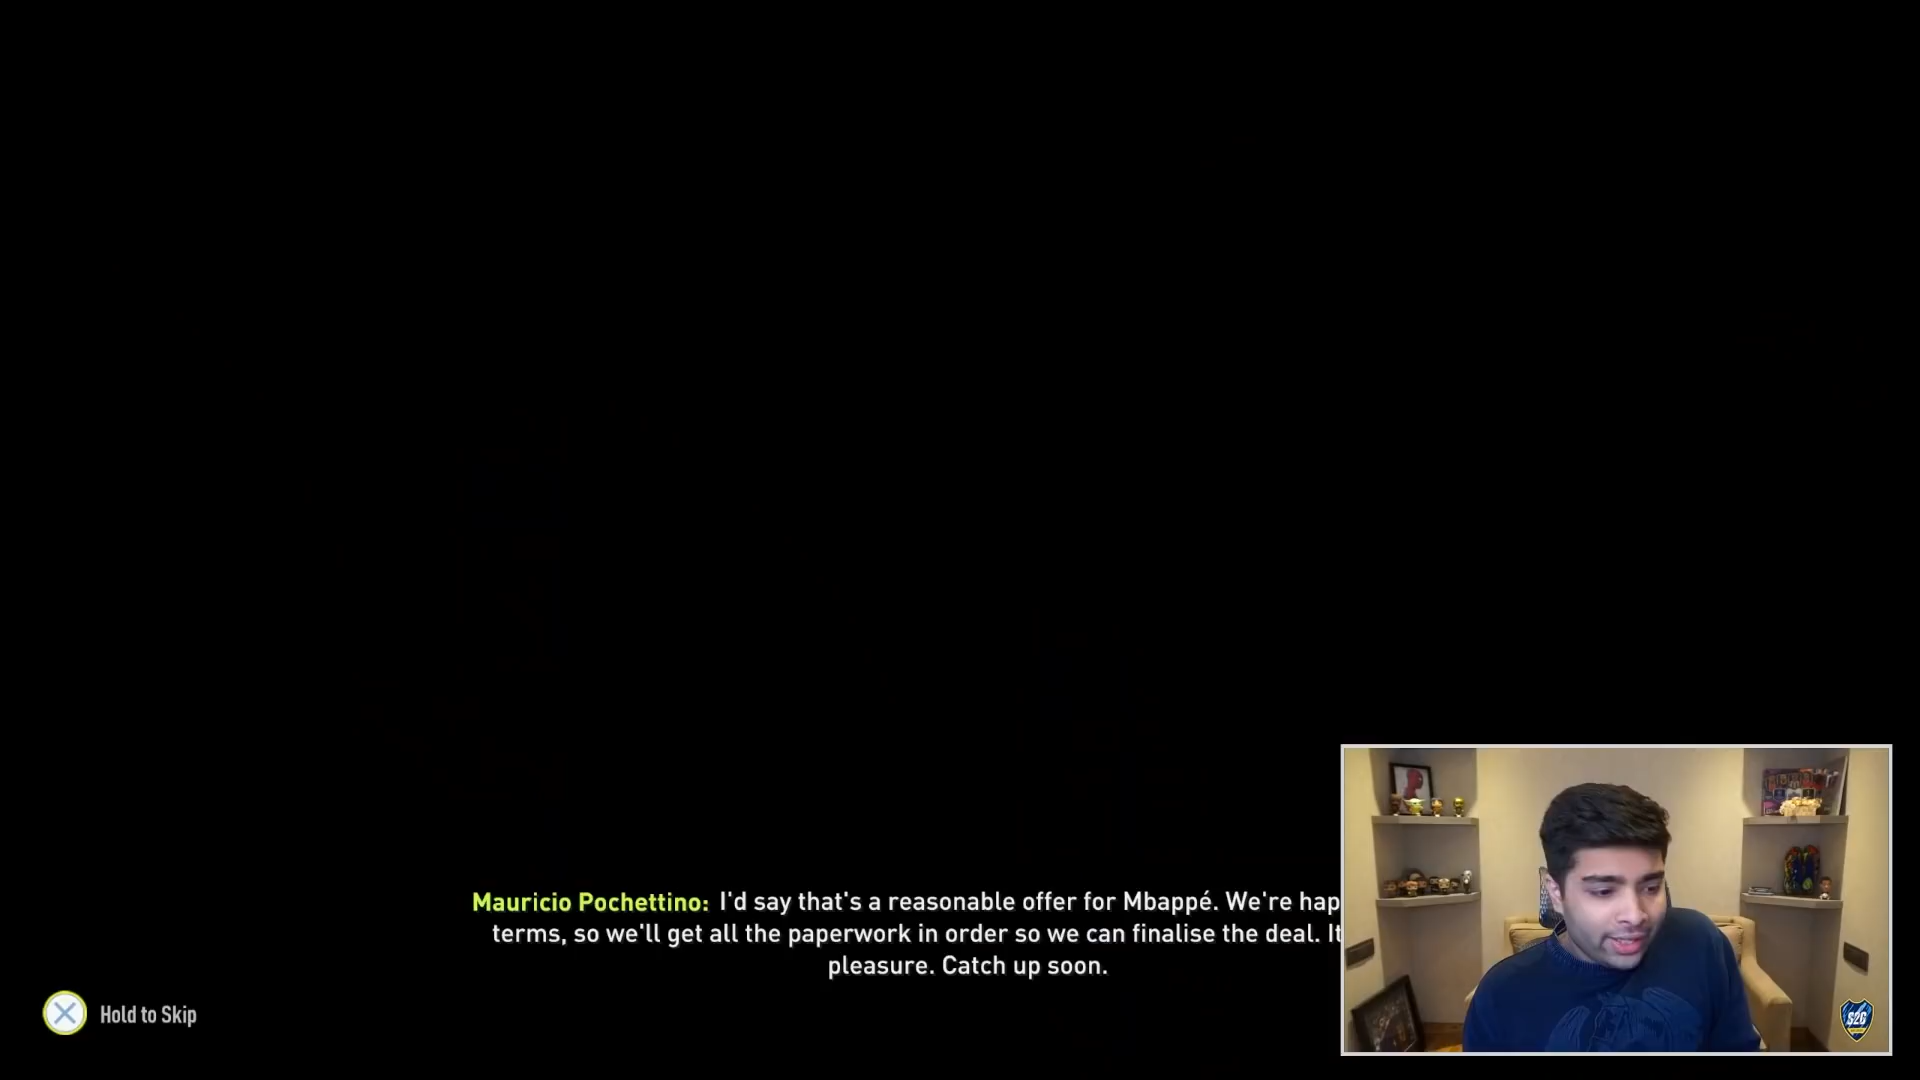 Mauricio Pochettino: I'd say that's a reasonable offer for Mbappé. We're hap
terms, so we'll get all the paperwork in order so we can finalise the deal. It
pleasure. Catch up soon.
Hold to Skip
S2G